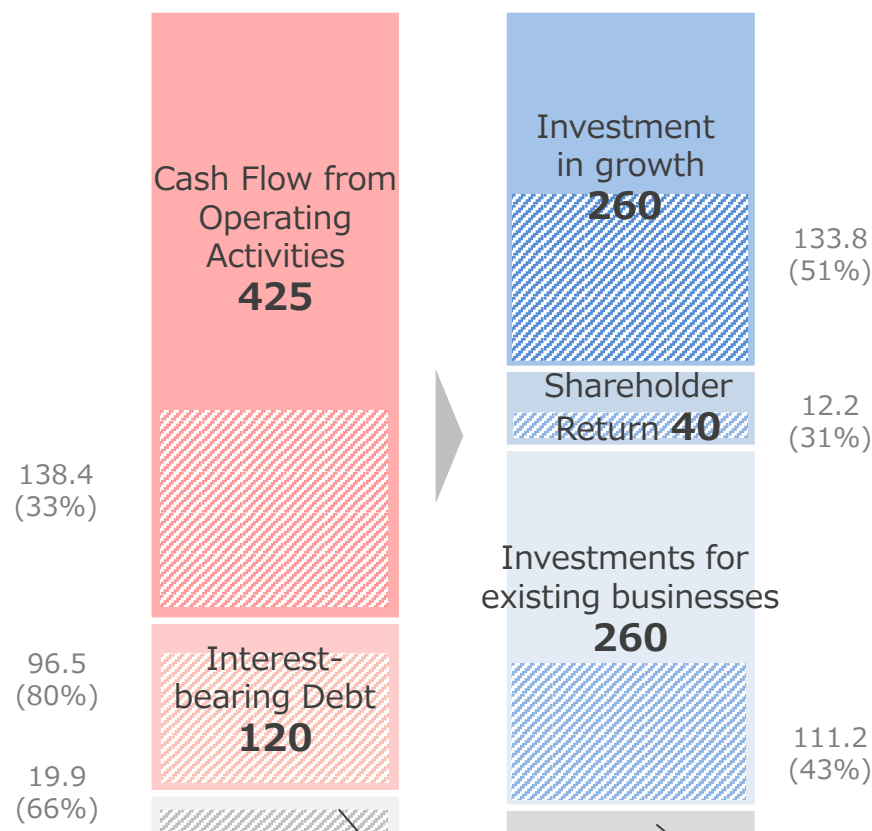 Cash Flow from
Operating
Activities
425
138.4
(33%)
Interest-
bearing Debt
120
96.5
(80%)
19.9
(66%)
Investment
in growth
260
133.8
(51%)
Shareholder
Return 40
12.2
(31%)
Investments for
existing businesses
260
111.2
(43%)